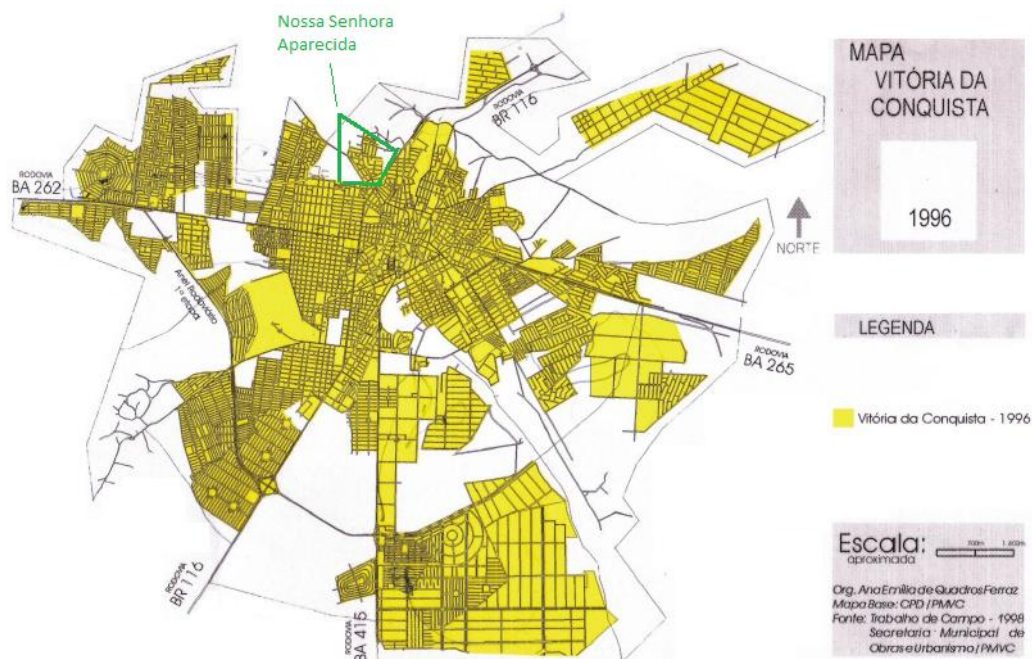 Nossa Senhora
Aparecida
RODOVIA
BR 116
RODOVIA
BA 262
Anel Rodoviário
1ª etapa
NORTE
RODOVIA
BA 265
RODOVIA
BR 116
RODOVIA
BA 415
MAPA
VITÓRIA DA
CONQUISTA
1996
LEGENDA
Vitória da Conquista - 1996
Escala:
aproximada
700m
Org. Ana Emília de Quadros Ferraz
Mapa Base: CPD / PMVC
Fonte: Trabalho de Campo - 1998
Secretaria Municipal de
Obras e Urbanismo / PMVC